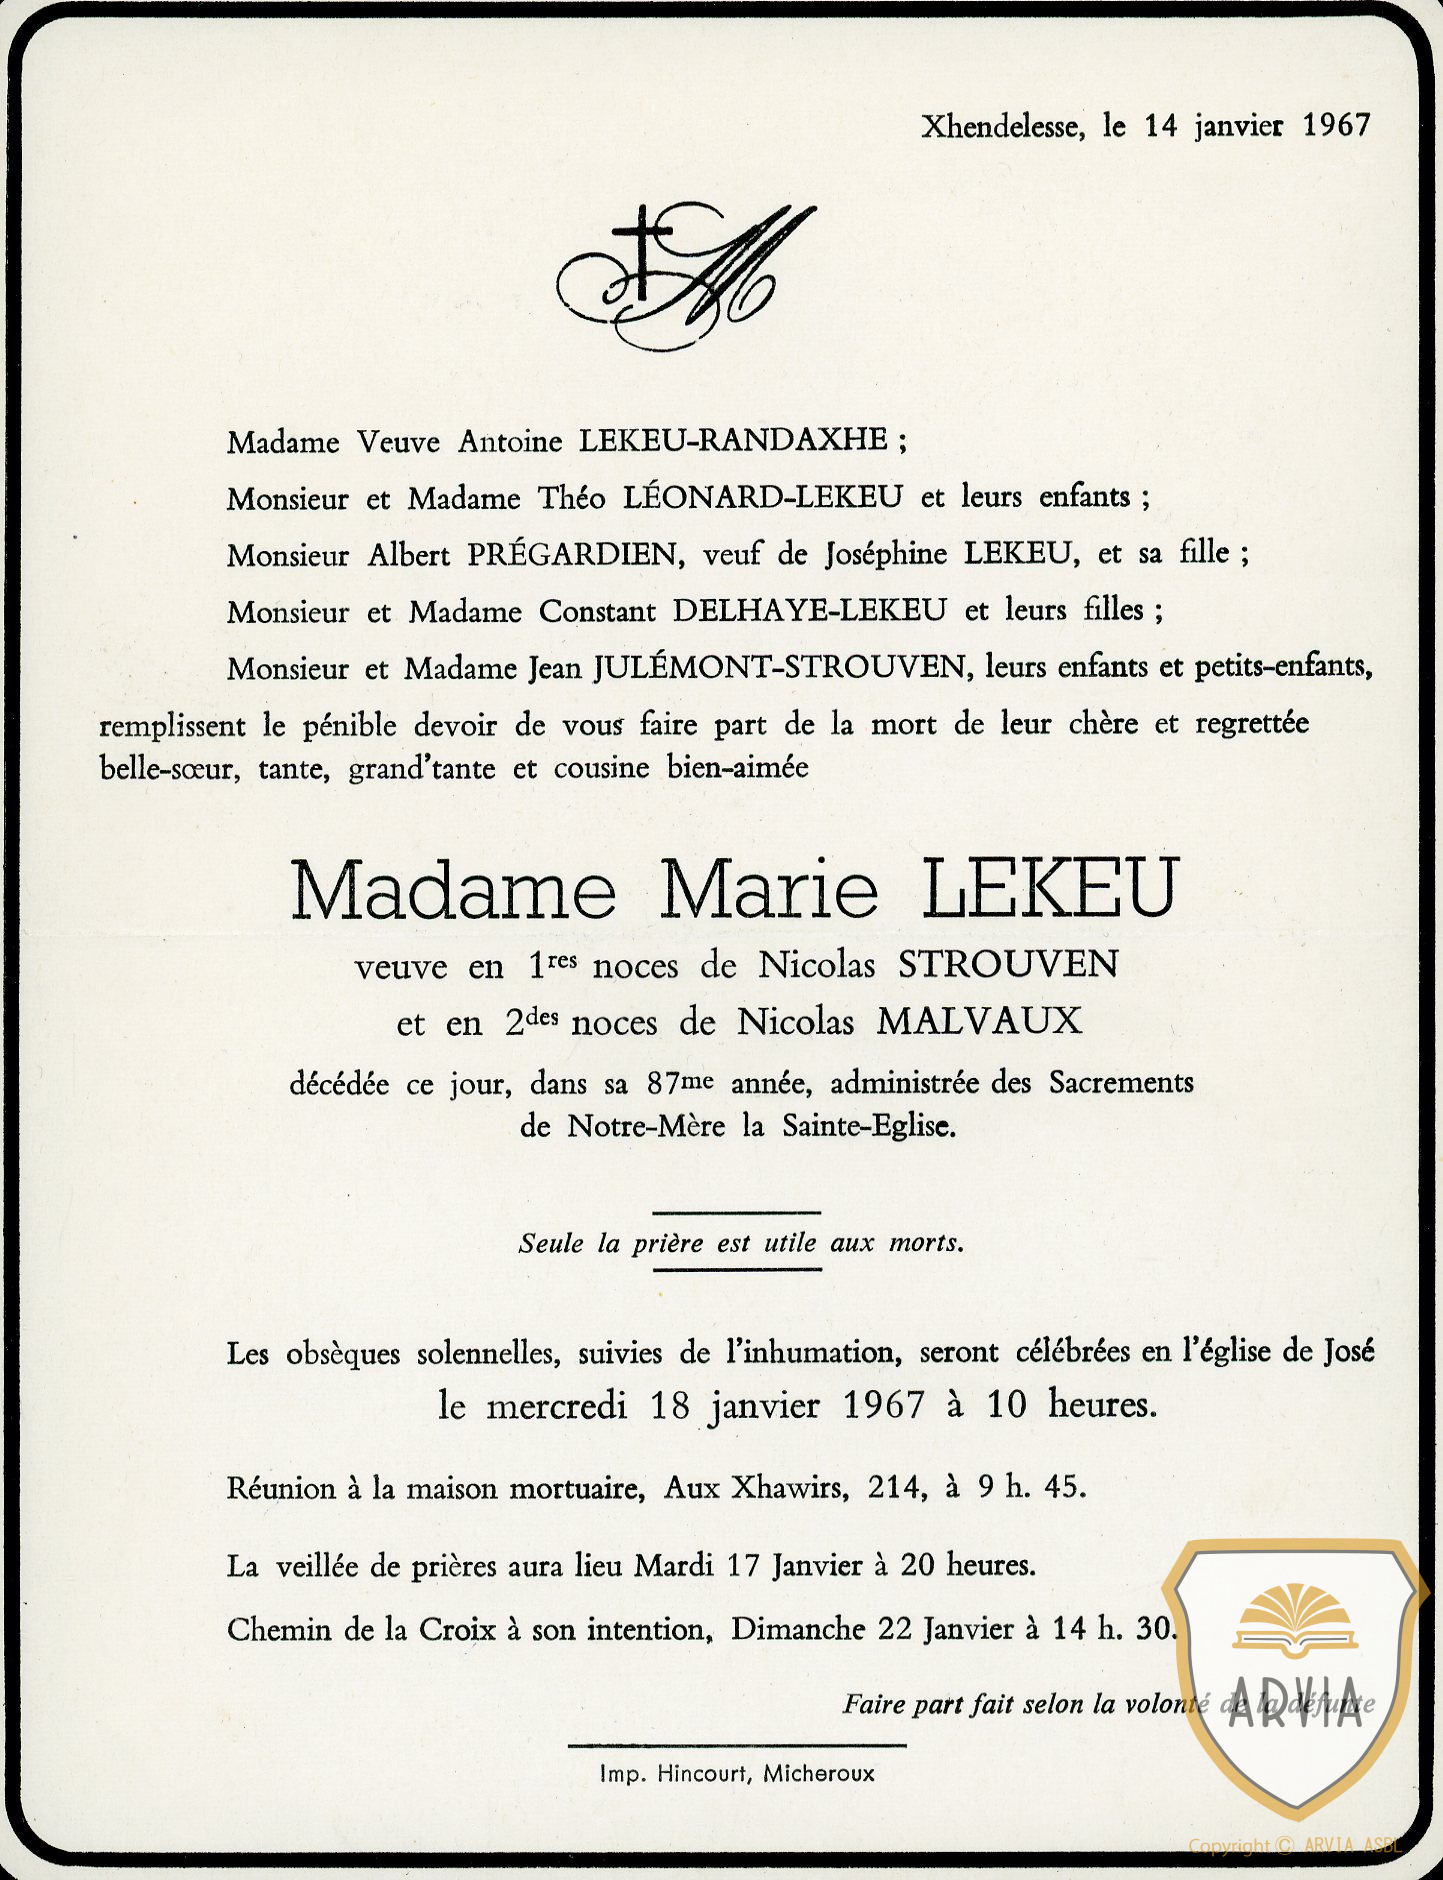 Xhendelesse, le 14 janvier 1967
M
Madame Veuve Antoine LEKEU-RANDAXHE ;
Monsieur et Madame Théo LÉONARD-LEKEU et leurs enfants ;
Monsieur Albert PRÉGARDIEN, veuf de Joséphine LEKEU, et sa fille ;
Monsieur et Madame Constant DELHAYE-LEKEU et leurs filles ;
Monsieur et Madame Jean JULÉMONT-STROUVEN, leurs enfants et petits-enfants,
remplissent le pénible devoir de vous faire part de la mort de leur chère et regrettée
belle-sœur, tante, grand'tante et cousine bien-aimée
Madame Marie LEKEU
veuve en 1res noces de Nicolas STROUVEN
et en 2des noces de Nicolas MALVAUX
décédée ce jour, dans sa 87me année, administrée des Sacrements
de Notre-Mère la Sainte-Eglise.
Seule la prière est utile aux morts.
Les obsèques solennelles, suivies de l'inhumation, seront célébrées en l'église de José
le mercredi 18 janvier 1967 à 10 heures.
Réunion à la maison mortuaire, Aux Xhawirs, 214, à 9 h. 45.
La veillée de prières aura lieu Mardi 17 Janvier à 20 heures.
Chemin de la Croix à son intention, Dimanche 22 Janvier à 14 h. 30.
Faire part fait selon la volonté de la défunte
ARVIA
Imp. Hincourt, Micheroux
Copyright © ARVIA ASBL